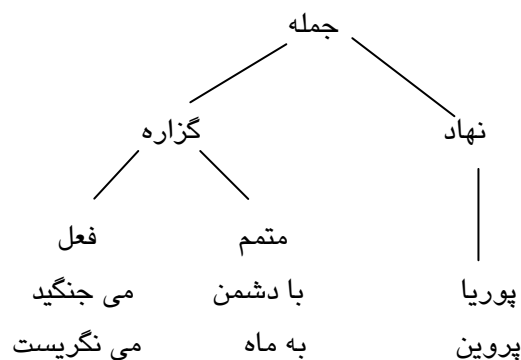 جمله
نهاد گزاره
متمم فعل
پوریا با دشمن می جنگید
پروین به ماه می نگریست